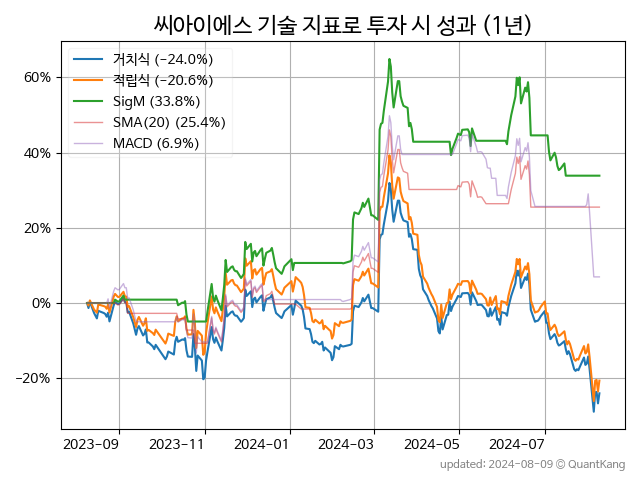 씨아이에스 기술 지표로 투자 시 성과 (1년)
거치식 (−24.0%)
적립식 (−20.6%)
SigM (33.8%)
SMA(20) (25.4%)
MACD (6.9%)
60%
40%
20%
0%
−20%
2023-09 2023-11 2024-01 2024-03 2024-05 2024-07
updated: 2024-08-09 © QuantKang